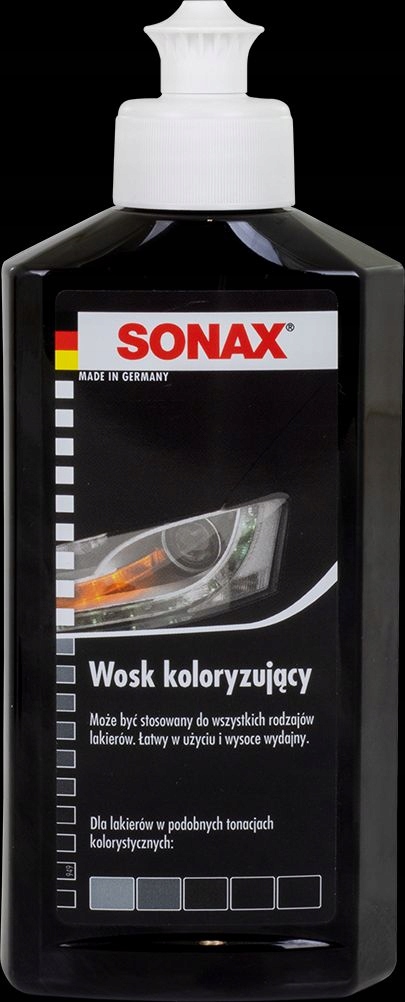 SONAX®
MADE IN GERMANY
Wosk koloryzujący
Może być stosowany do wszystkich rodzajów
lakierów. Łatwy w użyciu i wysoce wydajny.
Dla lakierów w podobnych tonacjach
kolorystycznych:
949